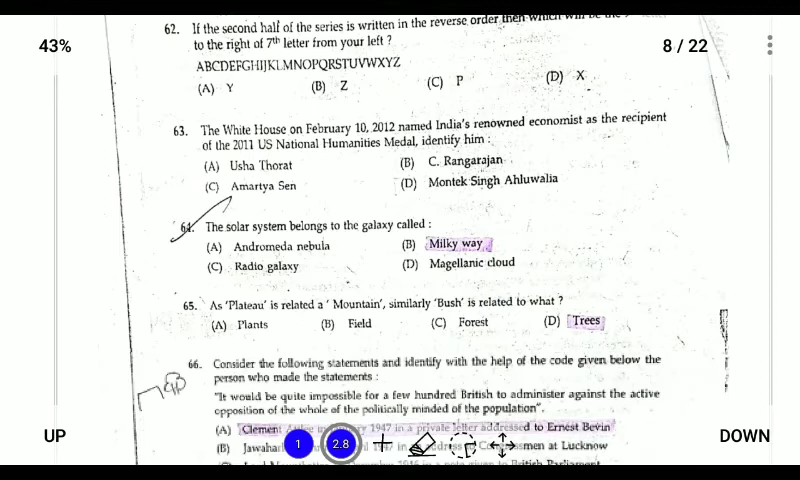 43%
8 / 22
62. If the second half of the series is written in the reverse order then which will be the
to the right of 7th letter from your left ?
ABCDEFGHIJKLMNOPQRSTUVWXYZ
(A) Y (B) Z (C) P (D) X
63. The White House on February 10, 2012 named India's renowned economist as the recipient
of the 2011 US National Humanities Medal, identify him :
(A) Usha Thorat (B) C. Rangarajan
(C) Amartya Sen (D) Montek Singh Ahluwalia
64. The solar system belongs to the galaxy called :
(A) Andromeda nebula (B) Milky way
(C) Radio galaxy (D) Magellanic cloud
65. As 'Plateau' is related a ' Mountain', similarly 'Bush' is related to what ?
(A) Plants (B) Field (C) Forest (D) Trees
66. Consider the following statements and identify with the help of the code given below the
person who made the statements :
"It would be quite impossible for a few hundred British to administer against the active
opposition of the whole of the politically minded of the population".
(A) Clement 1947 in a private letter addressed to Ernest Bevin
UP 1 2.8 DOWN
(B) Jawahar 1947 in address men at Lucknow